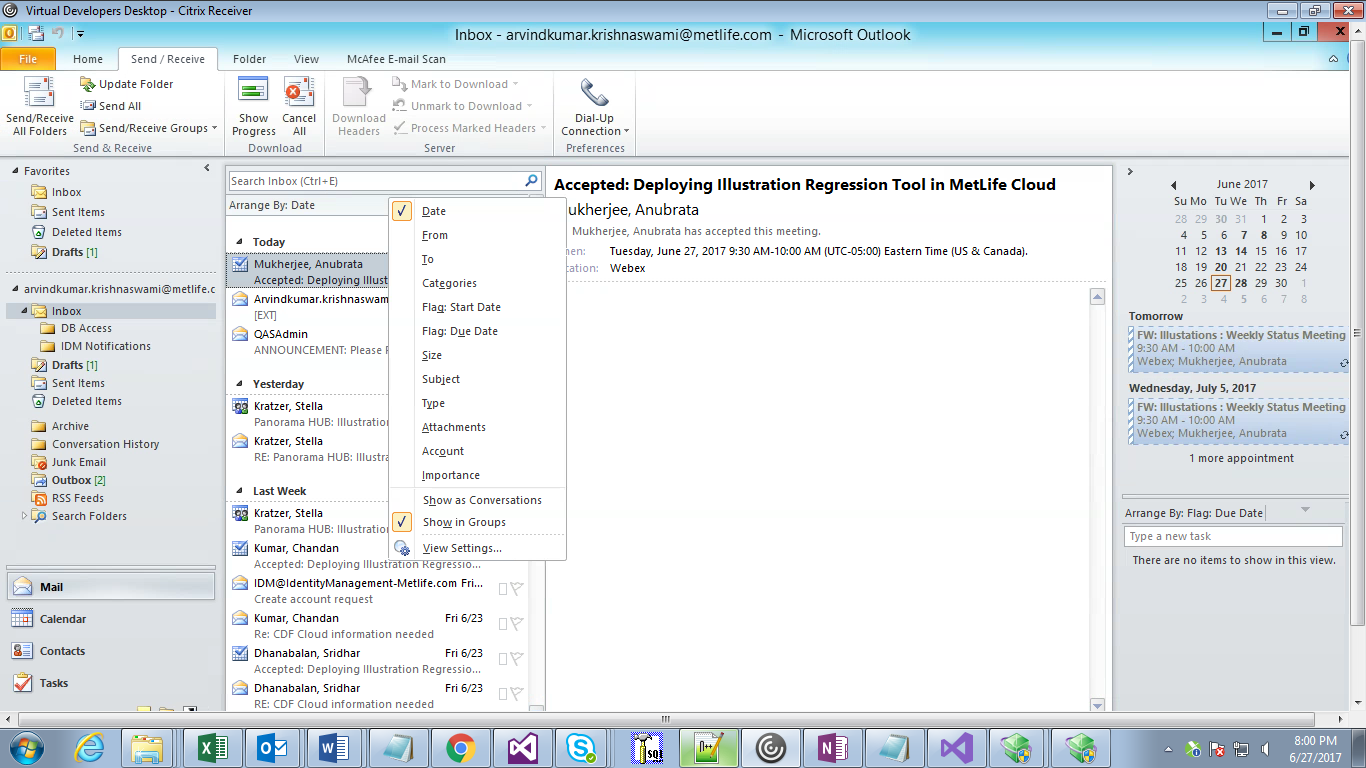 Virtual Developers Desktop - Citrix Receiver
Inbox - arvindkumar.krishnaswami@metlife.com - Microsoft Outlook
File Home Send / Receive Folder View McAfee E-mail Scan
Send/Receive All Folders
Update Folder
Send All
Send/Receive Groups
Send & Receive
Show Progress
Cancel All
Download
Download Headers
Mark to Download
Unmark to Download
Process Marked Headers
Server
Dial-Up Connection
Preferences
Favorites
Inbox
Sent Items
Deleted Items
Drafts [1]
arvindkumar.krishnaswami@metlife.c
Inbox
DB Access
IDM Notifications
Drafts [1]
Sent Items
Deleted Items
Archive
Conversation History
Junk Email
Outbox [2]
RSS Feeds
Search Folders
Mail
Calendar
Contacts
Tasks
Search Inbox (Ctrl+E)
Arrange By: Date
Today
Mukherjee, Anubrata
Accepted: Deploying Illust
Arvindkumar.krishnaswam
[EXT]
QASAdmin
ANNOUNCEMENT: Please F
Yesterday
Kratzer, Stella
Panorama HUB: Illustration
Kratzer, Stella
RE: Panorama HUB: Illustra
Last Week
Kratzer, Stella
Panorama HUB: Illustration
Kumar, Chandan
Accepted: Deploying Illustration Regressio...
IDM@IdentityManagement-Metlife.com Fri...
Create account request
Kumar, Chandan Fri 6/23
Re: CDF Cloud information needed
Dhanabalan, Sridhar Fri 6/23
Accepted: Deploying Illustration Regressio...
Dhanabalan, Sridhar Fri 6/23
RE: CDF Cloud information needed
Date
From
To
Categories
Flag: Start Date
Flag: Due Date
Size
Subject
Type
Attachments
Account
Importance
Show as Conversations
Show in Groups
View Settings...
Accepted: Deploying Illustration Regression Tool in MetLife Cloud
ukherjee, Anubrata
Mukherjee, Anubrata has accepted this meeting.
en: Tuesday, June 27, 2017 9:30 AM-10:00 AM (UTC-05:00) Eastern Time (US & Canada).
cation: Webex
June 2017
Su Mo Tu We Th Fr Sa
28 29 30 31 1 2 3
4 5 6 7 8 9 10
11 12 13 14 15 16 17
18 19 20 21 22 23 24
25 26 27 28 29 30 1
2 3 4 5 6 7 8
Tomorrow
FW: Illustations : Weekly Status Meeting
9:30 AM - 10:00 AM
Webex; Mukherjee, Anubrata
Wednesday, July 5, 2017
FW: Illustations : Weekly Status Meeting
9:30 AM - 10:00 AM
Webex; Mukherjee, Anubrata
1 more appointment
Arrange By: Flag: Due Date
Type a new task
There are no items to show in this view.
8:00 PM
6/27/2017